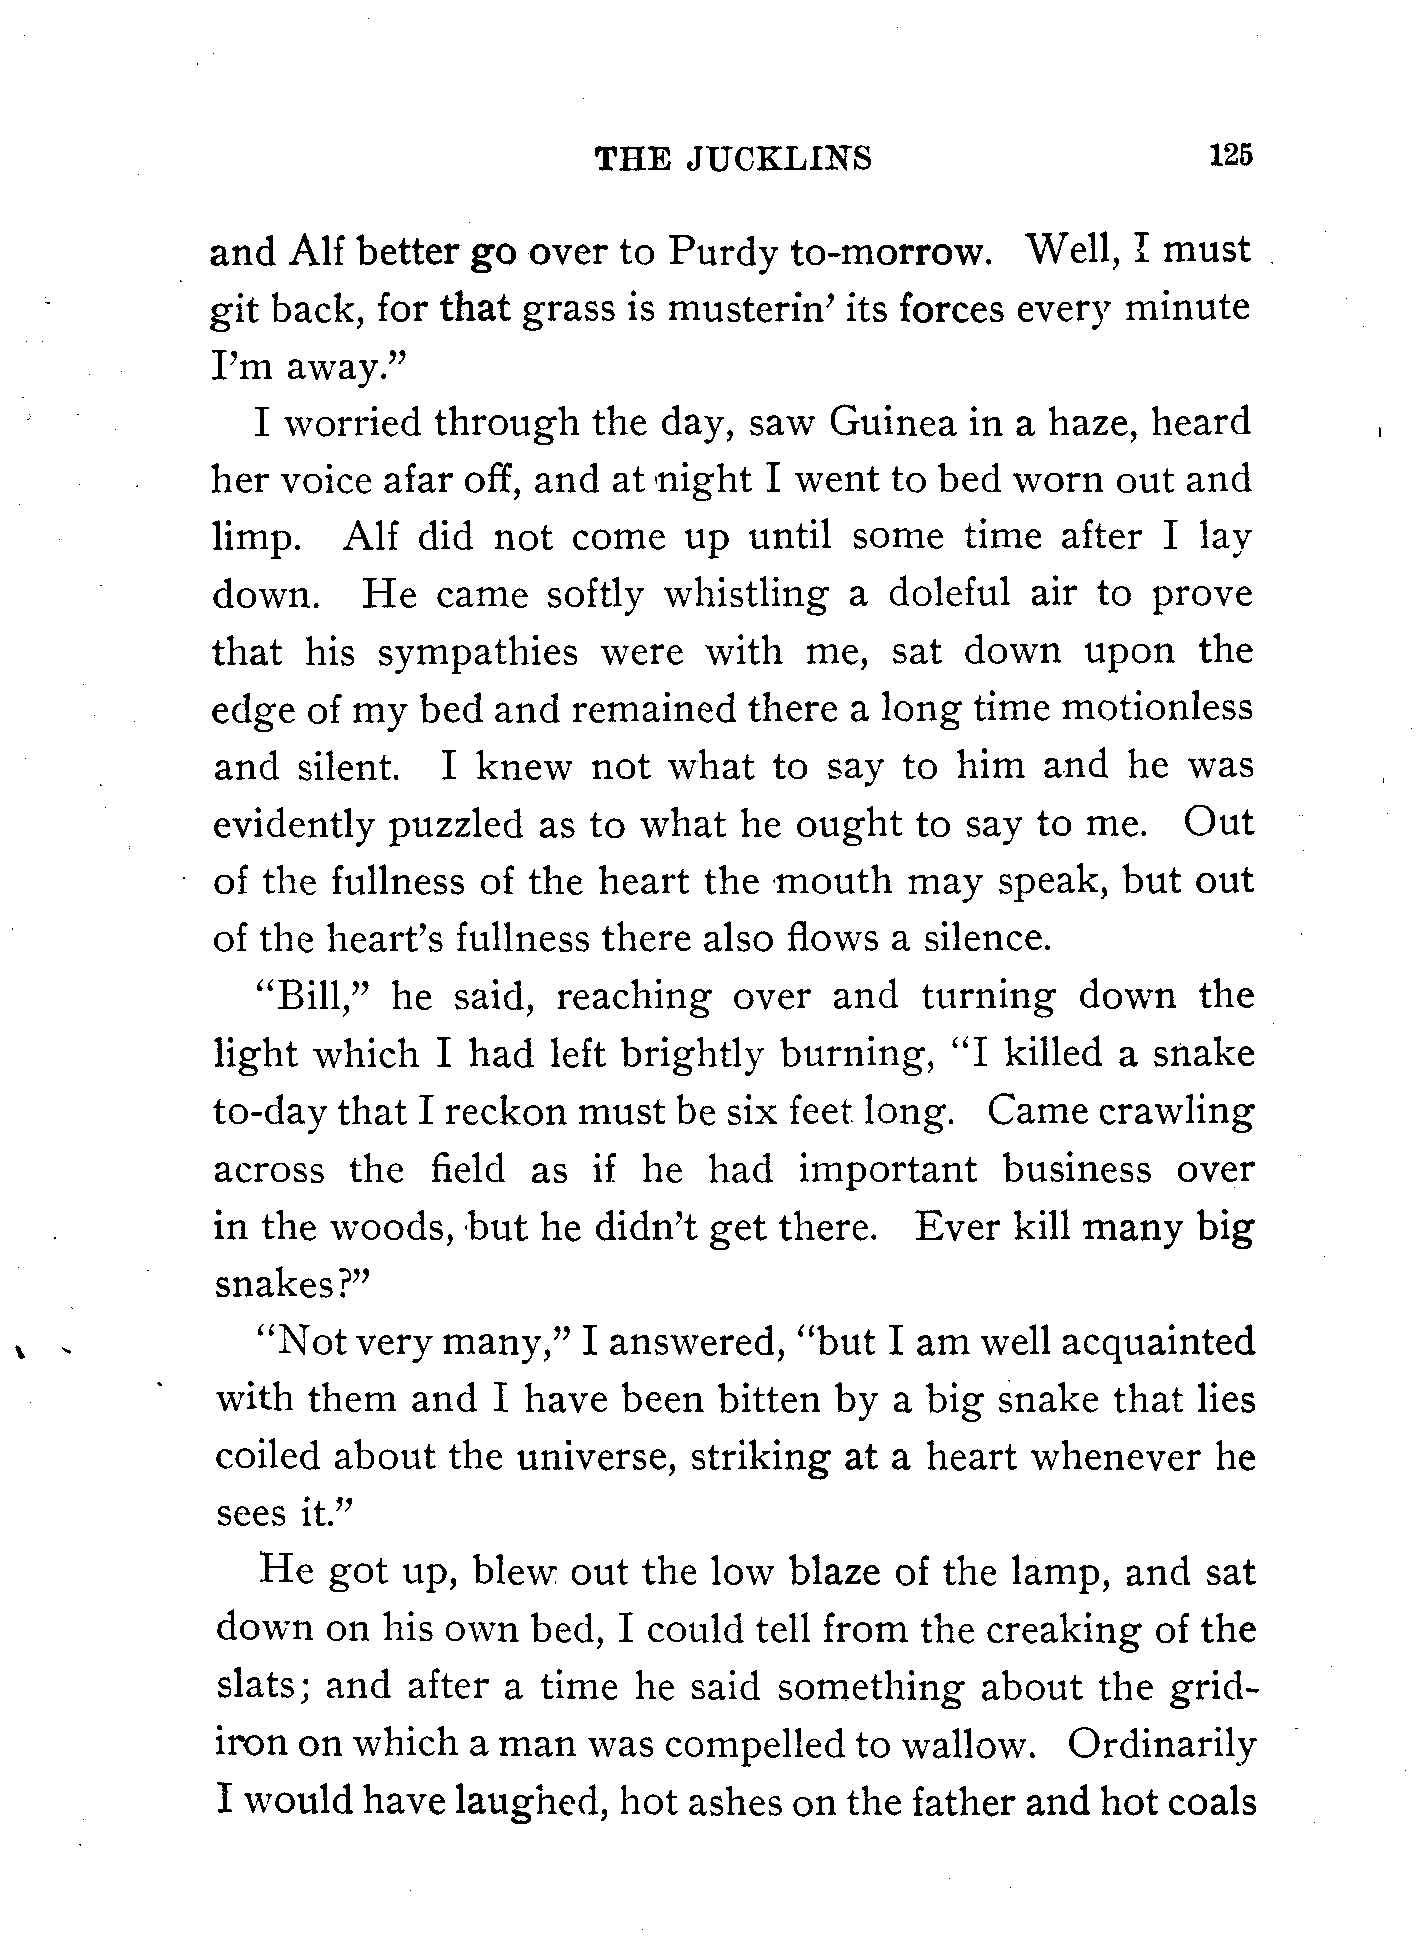 THE JUCKLINS 125
and Alf better go over to Purdy to-morrow. Well, I must
git back, for that grass is musterin’ its forces every minute
I’m away.”
I worried through the day, saw Guinea in a haze, heard
her voice afar off, and at night I went to bed worn out and
limp. Alf did not come up until some time after I lay
down. He came softly whistling a doleful air to prove
that his sympathies were with me, sat down upon the
edge of my bed and remained there a long time motionless
and silent. I knew not what to say to him and he was
evidently puzzled as to what he ought to say to me. Out
of the fullness of the heart the mouth may speak, but out
of the heart’s fullness there also flows a silence.
“Bill,” he said, reaching over and turning down the
light which I had left brightly burning, “I killed a snake
to-day that I reckon must be six feet long. Came crawling
across the field as if he had important business over
in the woods, but he didn’t get there. Ever kill many big
snakes?”
“Not very many,” I answered, “but I am well acquainted
with them and I have been bitten by a big snake that lies
coiled about the universe, striking at a heart whenever he
sees it.”
He got up, blew out the low blaze of the lamp, and sat
down on his own bed, I could tell from the creaking of the
slats; and after a time he said something about the grid-
iron on which a man was compelled to wallow. Ordinarily
I would have laughed, hot ashes on the father and hot coals